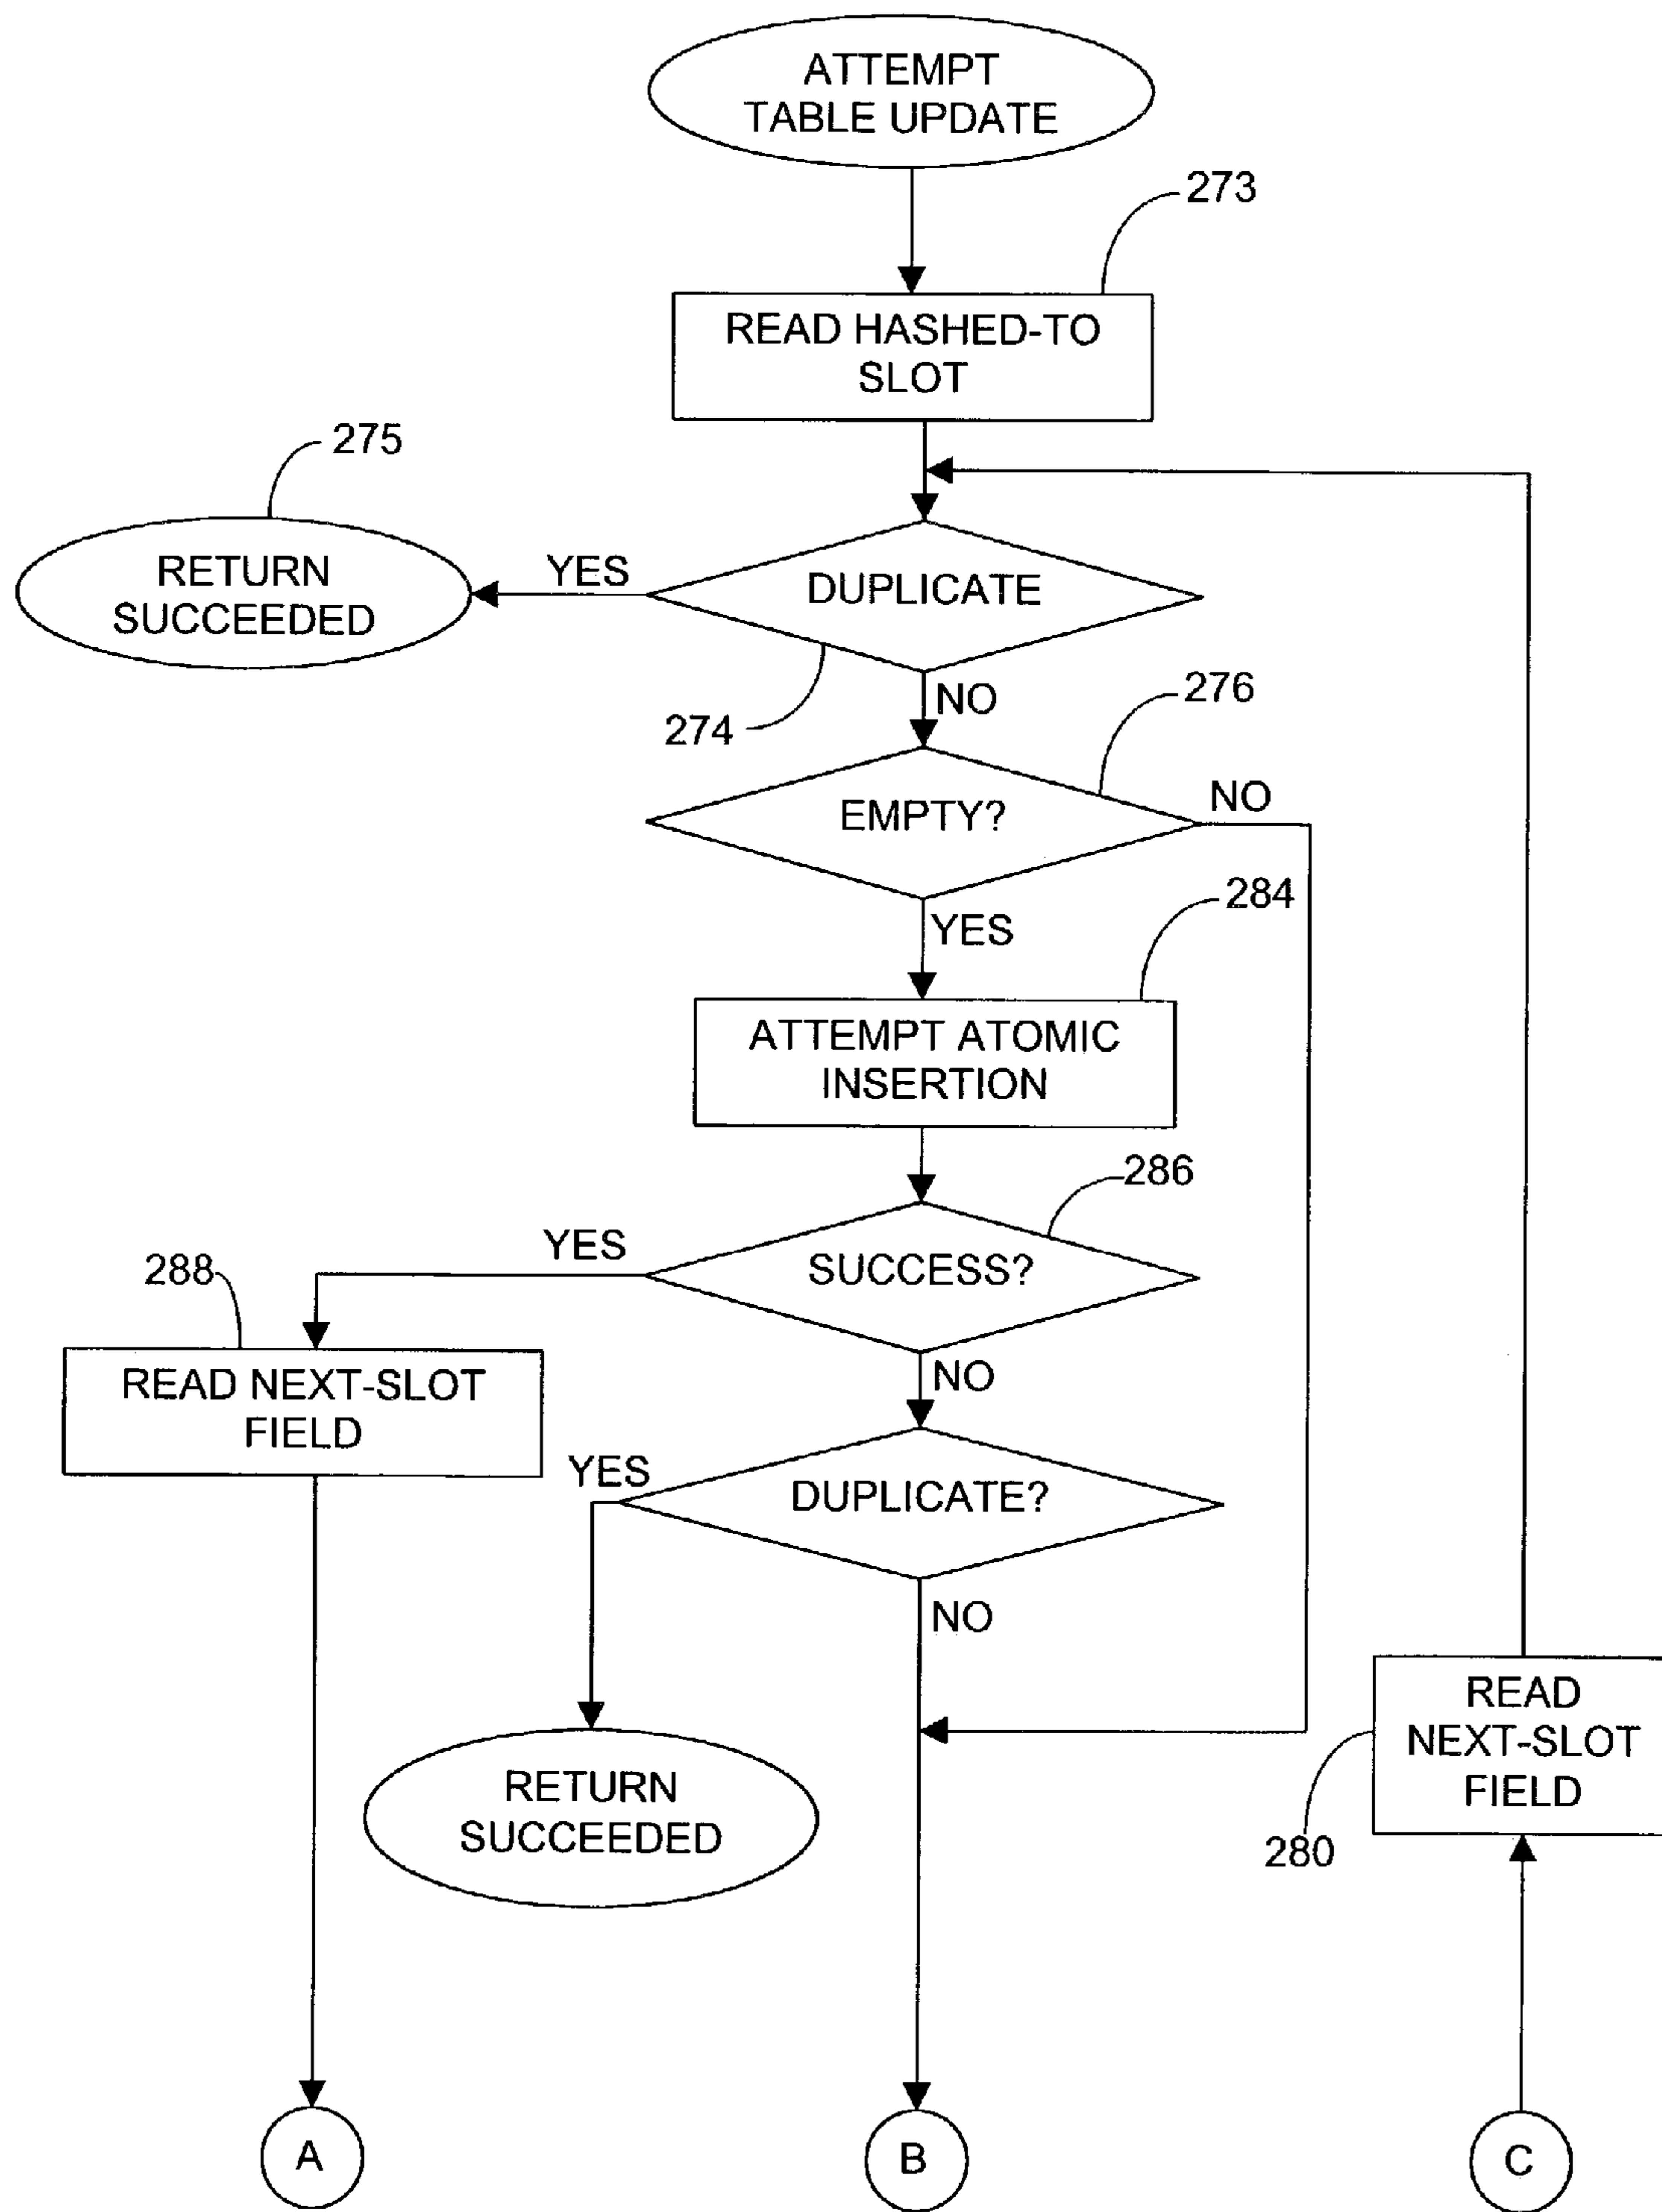 ATTEMPT
TABLE UPDATE
273
READ HASHED-TO
SLOT
275
RETURN
SUCCEEDED
YES
DUPLICATE
274
NO
276
EMPTY?
NO
YES
284
ATTEMPT ATOMIC
INSERTION
286
YES
SUCCESS?
288
READ NEXT-SLOT
FIELD
NO
YES
DUPLICATE?
NO
READ
NEXT-SLOT
FIELD
280
RETURN
SUCCEEDED
A
B
C